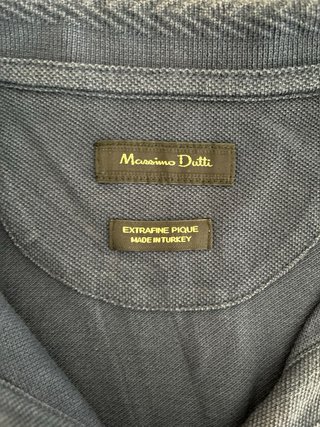 Massimo Dutti
EXTRAFINE PIQUE
MADE IN TURKEY